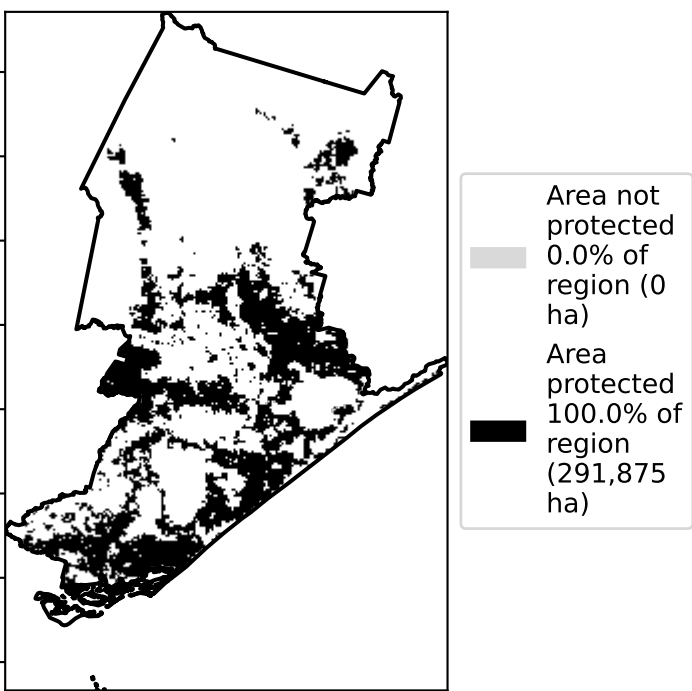 Area not
protected
0.0% of
region (0
ha)
Area
protected
100.0% of
region
(291,875
ha)